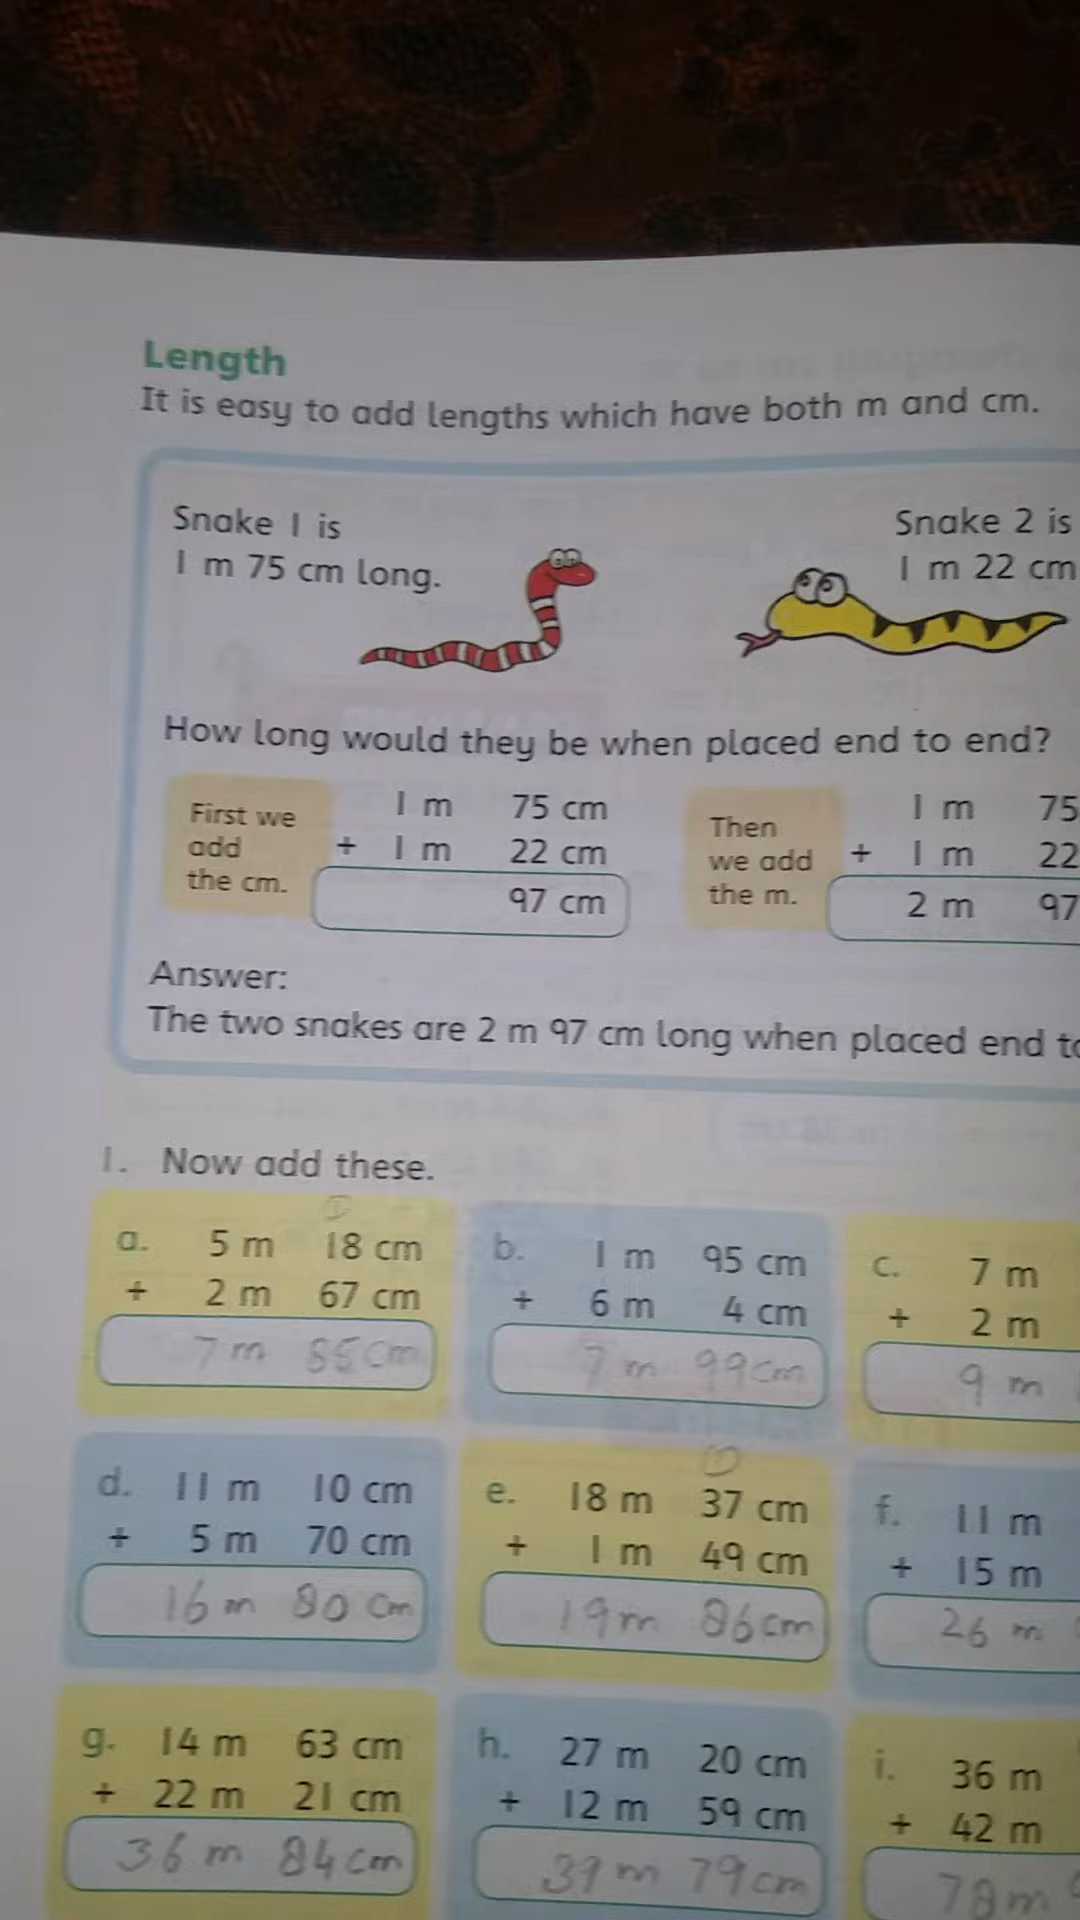 Length
It is easy to add lengths which have both m and cm.
Snake 1 is
1 m 75 cm long.
Snake 2 is
1 m 22 cm
How long would they be when placed end to end?
First we
add
the cm.
1 m 75 cm
+ 1 m 22 cm
97 cm
Then
we add
the m.
1 m 75
+ 1 m 22
2 m 97
Answer:
The two snakes are 2 m 97 cm long when placed end to
1. Now add these.
①
a. 5 m 18 cm
+ 2 m 67 cm
7 m 85 cm
b. 1 m 95 cm
+ 6 m 4 cm
7 m 99 cm
c. 7 m
+ 2 m
9 m
d. 11 m 10 cm
+ 5 m 70 cm
16 m 80 cm
①
e. 18 m 37 cm
+ 1 m 49 cm
19 m 86 cm
f. 11 m
+ 15 m
26 m
g. 14 m 63 cm
+ 22 m 21 cm
36 m 84 cm
h. 27 m 20 cm
+ 12 m 59 cm
39 m 79 cm
i. 36 m
+ 42 m
78 m